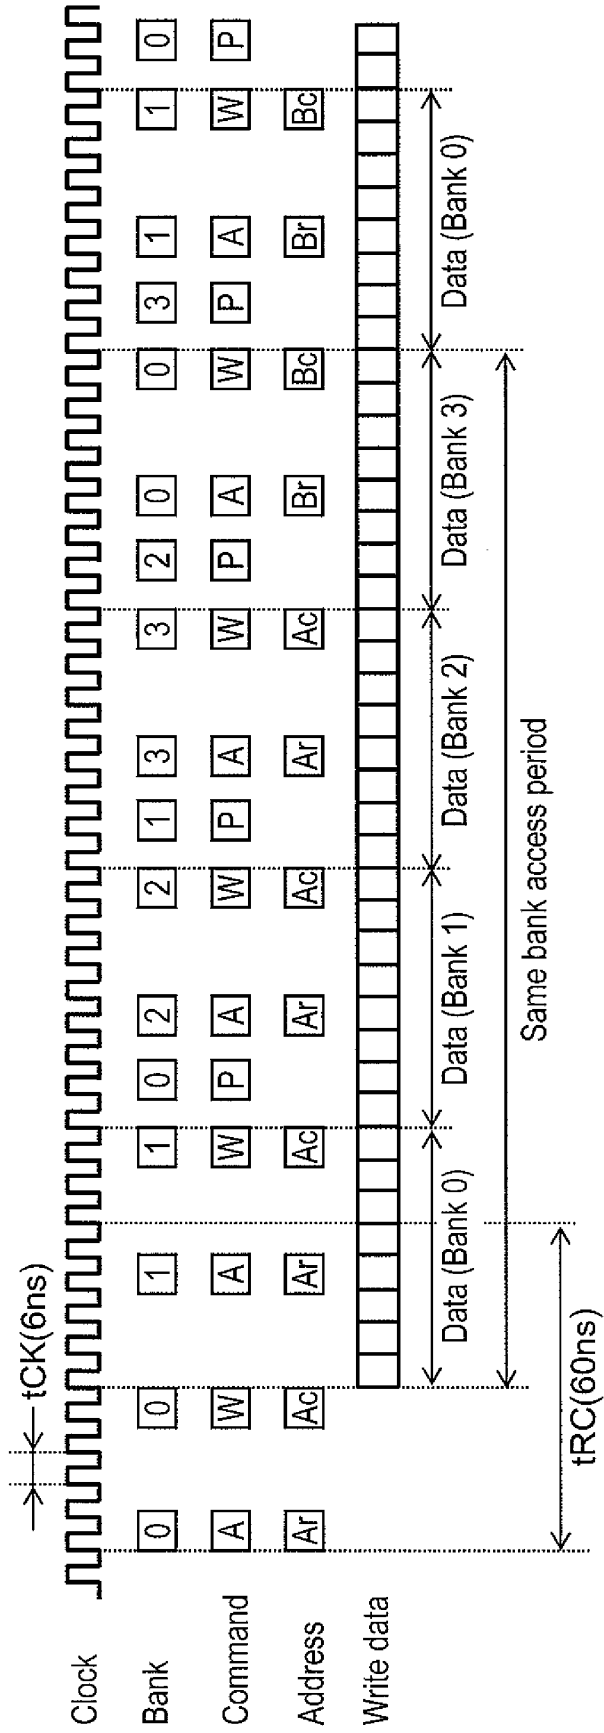 tCK(6ns)
Clock
Bank 0 0 1 1 0 2 2 1 3 3 2 0 0 3 1 1 0
Command A W A W P A W P A W P A W P A W P
Address Ar Ac Ar Ac Ar Ac Ar Ac Br Bc Br Bc
Write data
Data (Bank 0) Data (Bank 1) Data (Bank 2) Data (Bank 3) Data (Bank 0)
Same bank access period
tRC(60ns)